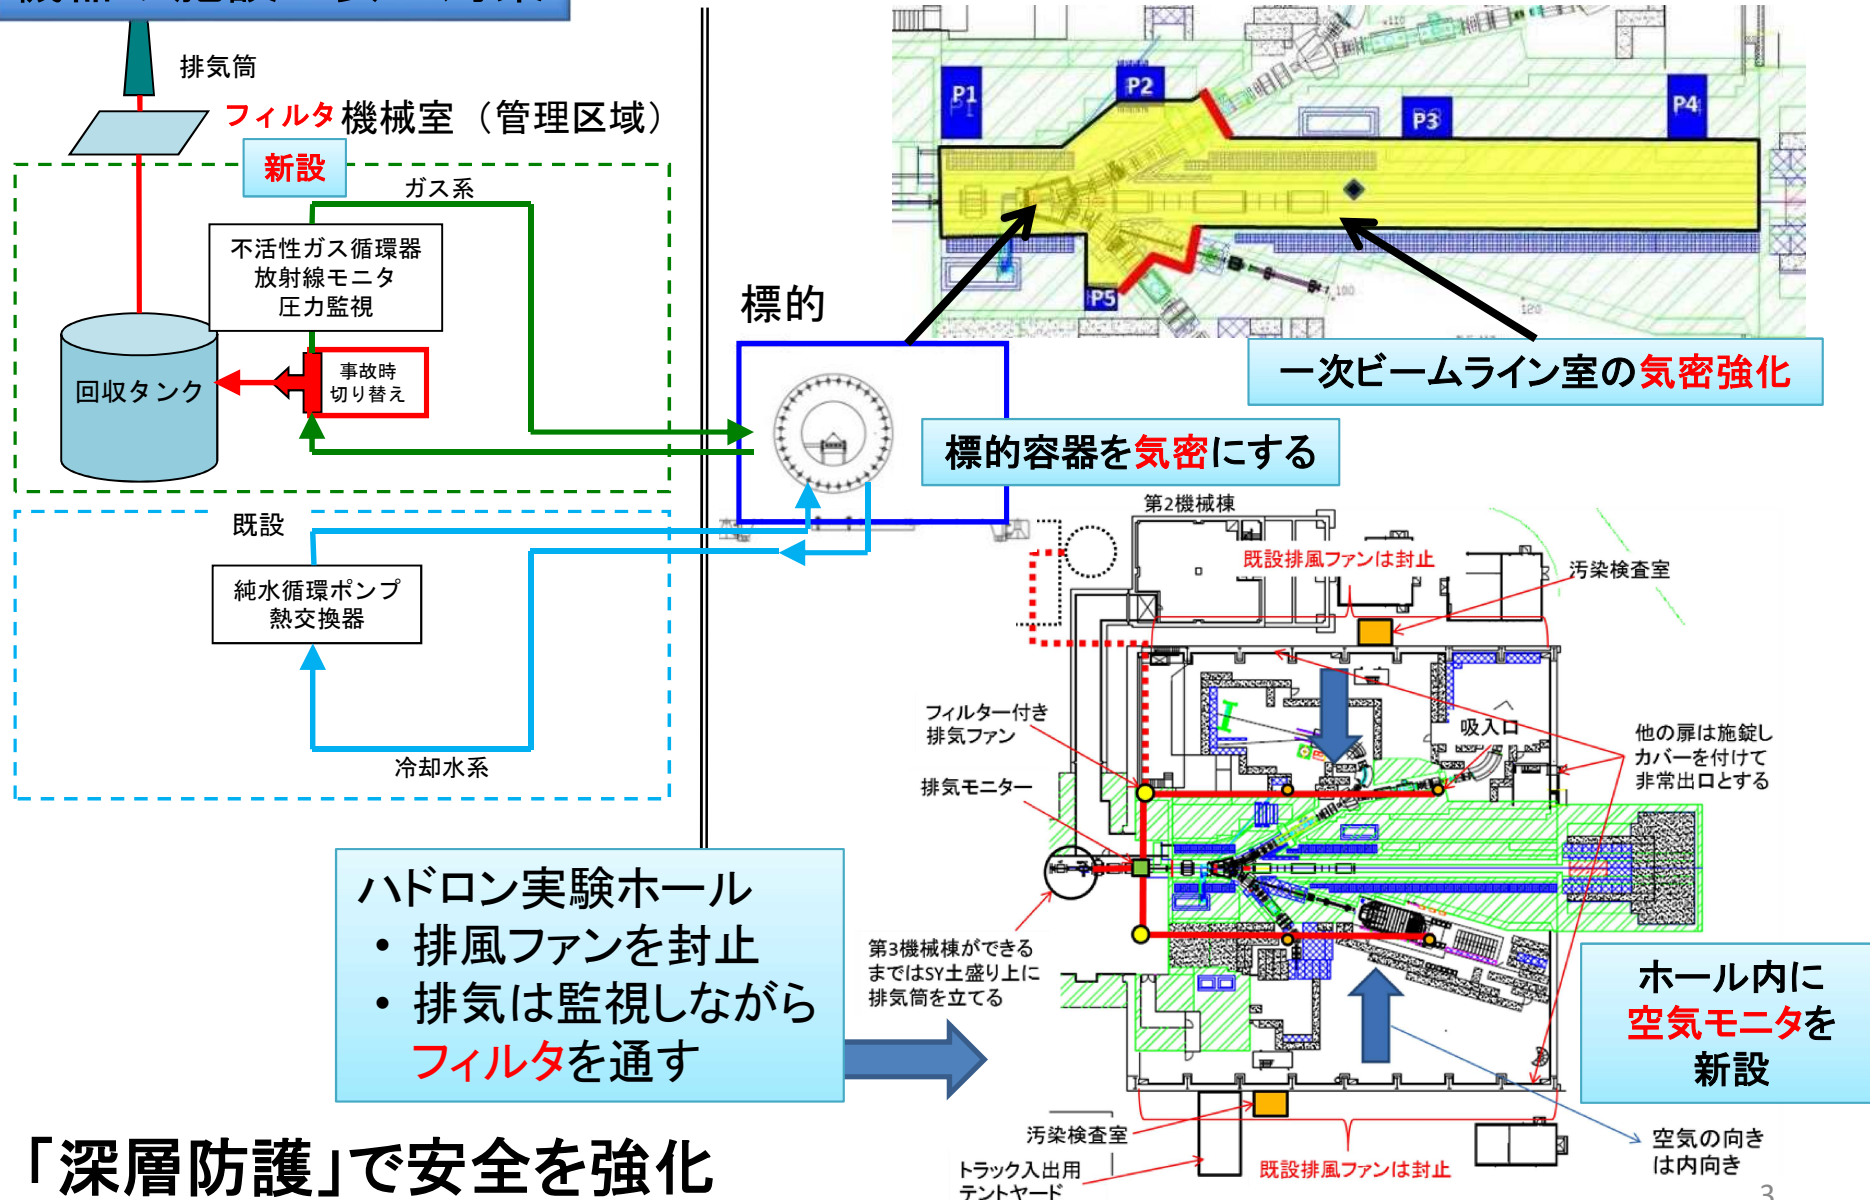 排気筒
フィルタ
機械室（管理区域）
新設
ガス系
不活性ガス循環器
放射線モニタ
圧力監視
回収タンク
事故時
切り替え
既設
純水循環ポンプ
熱交換器
冷却水系
標的
P1
P2
P3
P4
P5
100
120
一次ビームライン室の気密強化
標的容器を気密にする
第2機械棟
既設排風ファンは封止
汚染検査室
フィルター付き
排気ファン
吸入口
他の扉は施錠し
カバーを付けて
非常出口とする
排気モニター
ハドロン実験ホール
・排風ファンを封止
・排気は監視しながら
フィルタを通す
第3機械棟ができる
まではSY土盛り上に
排気筒を立てる
ホール内に
空気モニタを
新設
汚染検査室
トラック入出用
テントヤード
既設排風ファンは封止
空気の向き
は内向き
「深層防護」で安全を強化
3